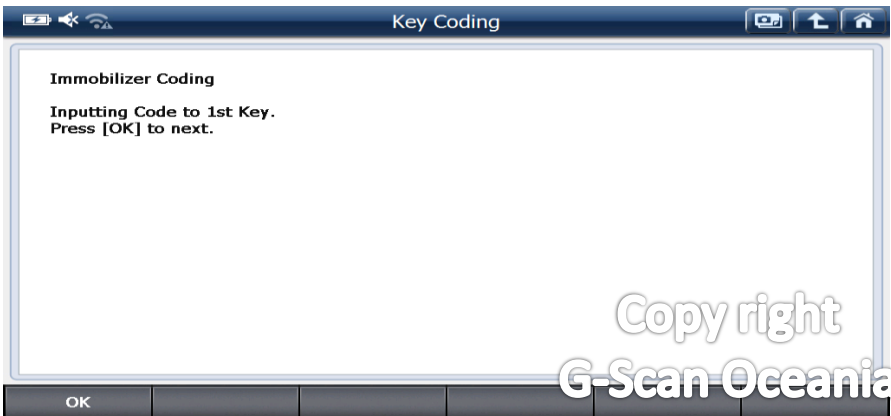 Key Coding
Immobilizer Coding
Inputting Code to 1st Key.
Press [OK] to next.
Copy right
G-Scan Oceania
OK